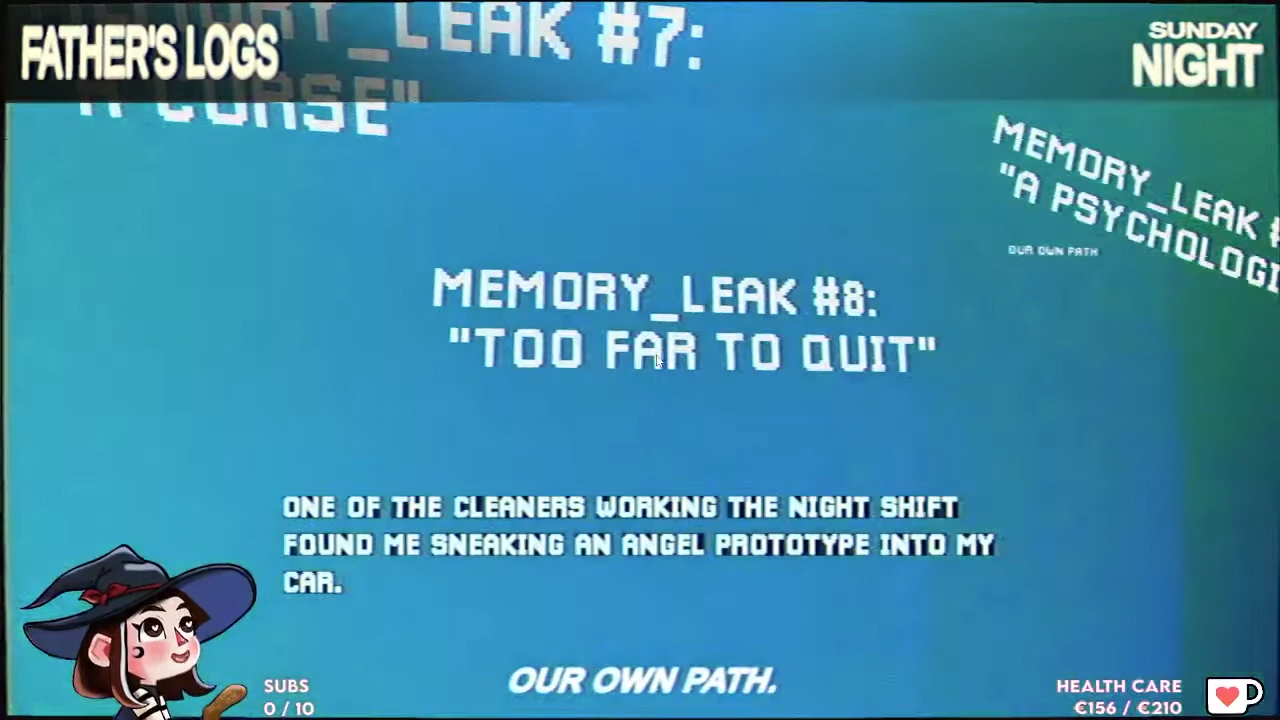 FATHER'S LOGS
MEMORY_LEAK #7:
"A CURSE"
SUNDAY
NIGHT
MEMORY_LEAK #
"A PSYCHOLOGI
OUR OWN PATH
MEMORY_LEAK #8:
"TOO FAR TO QUIT"
ONE OF THE CLEANERS WORKING THE NIGHT SHIFT
FOUND ME SNEAKING AN ANGEL PROTOTYPE INTO MY
CAR.
OUR OWN PATH.
SUBS
0 / 10
HEALTH CARE
€156 / €210